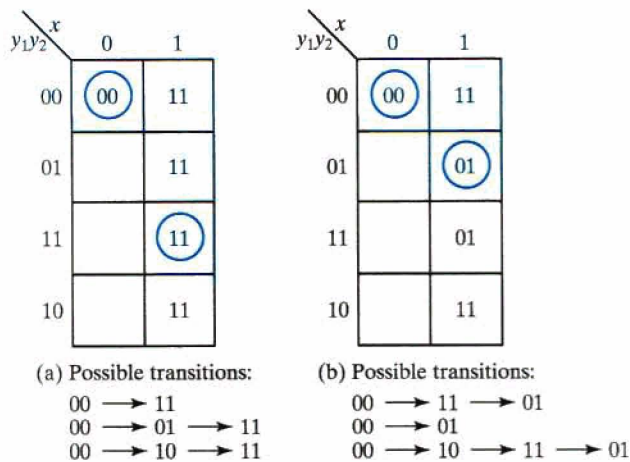 x
y₁y₂ 0 1
00 00 11
01 11
11 11
10 11
(a) Possible transitions:
00 → 11
00 → 01 → 11
00 → 10 → 11
x
y₁y₂ 0 1
00 00 11
01 01
11 01
10 11
(b) Possible transitions:
00 → 11 → 01
00 → 01
00 → 10 → 11 → 01